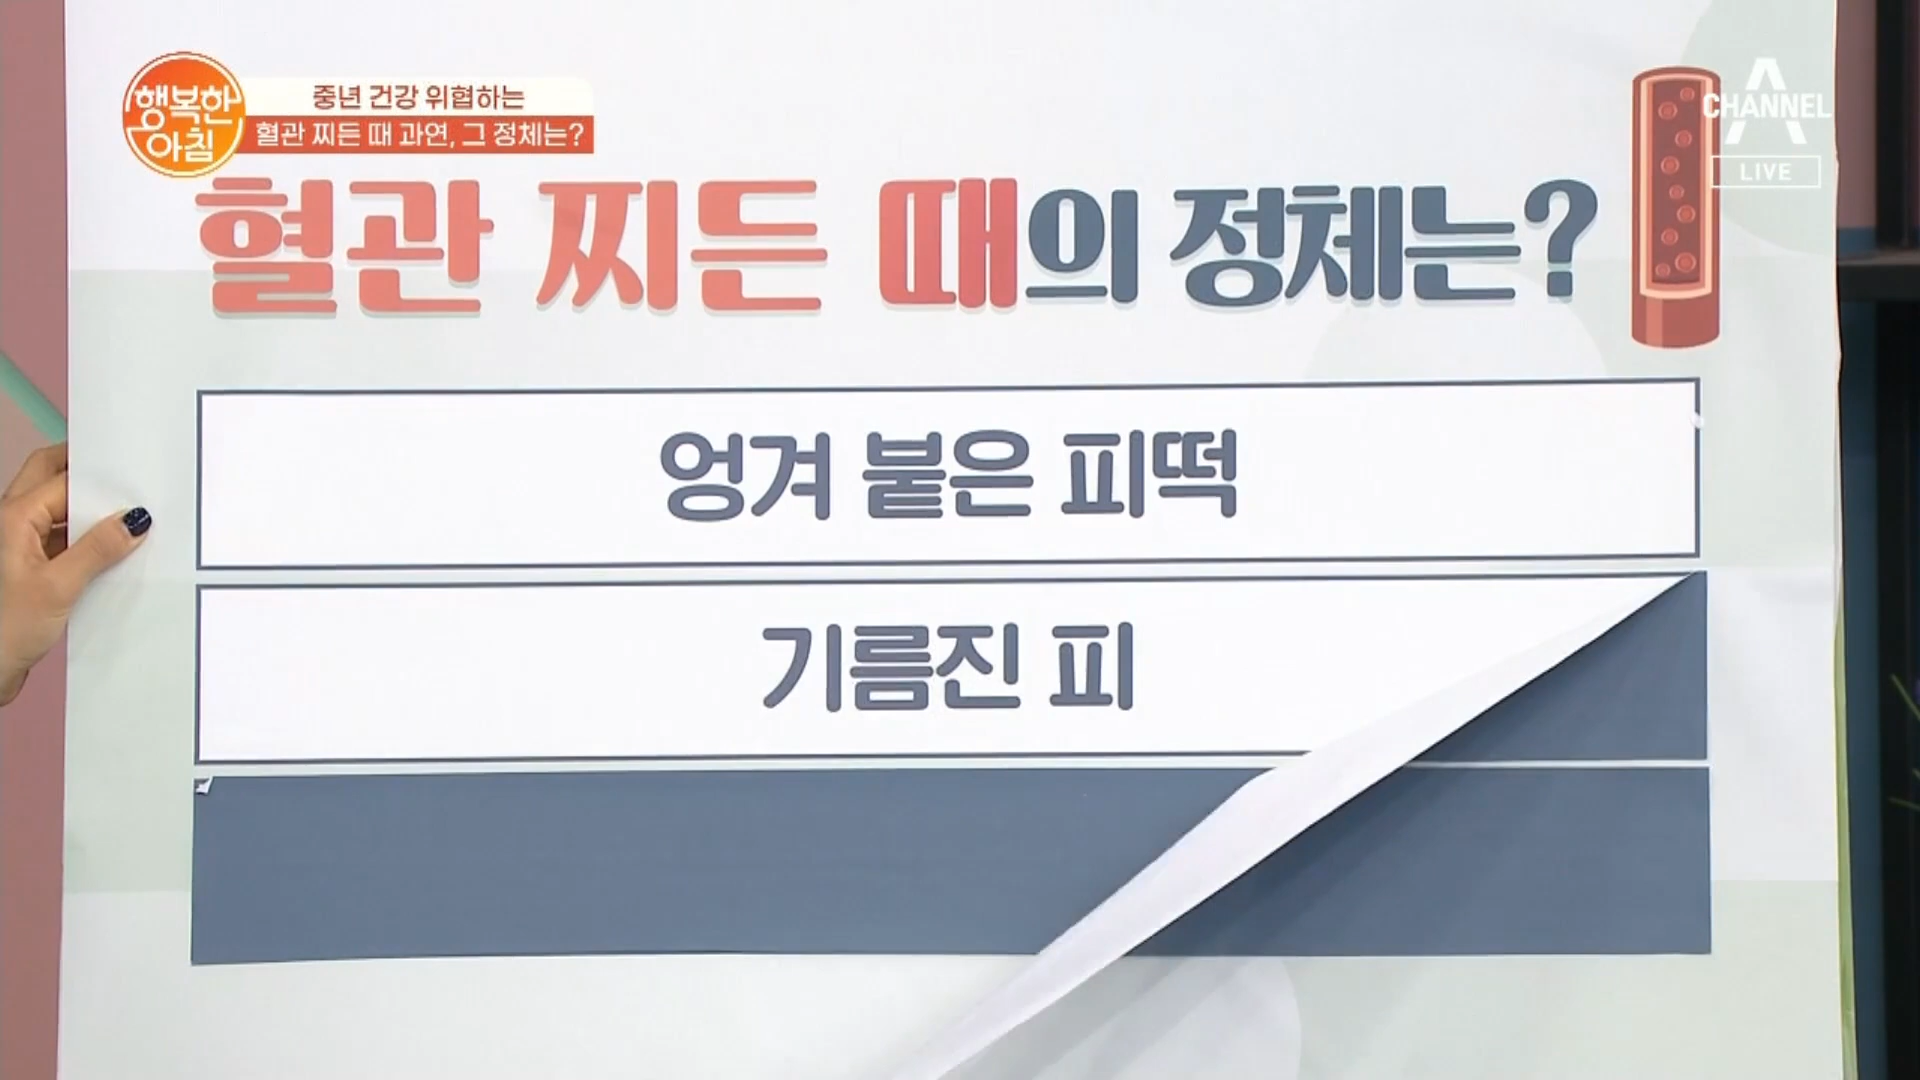 행복한
아침
중년 건강 위협하는
혈관 찌든 때 과연, 그 정체는?
CHANNEL A
LIVE
혈관 찌든 때의 정체는?
엉겨 붙은 피떡
기름진 피